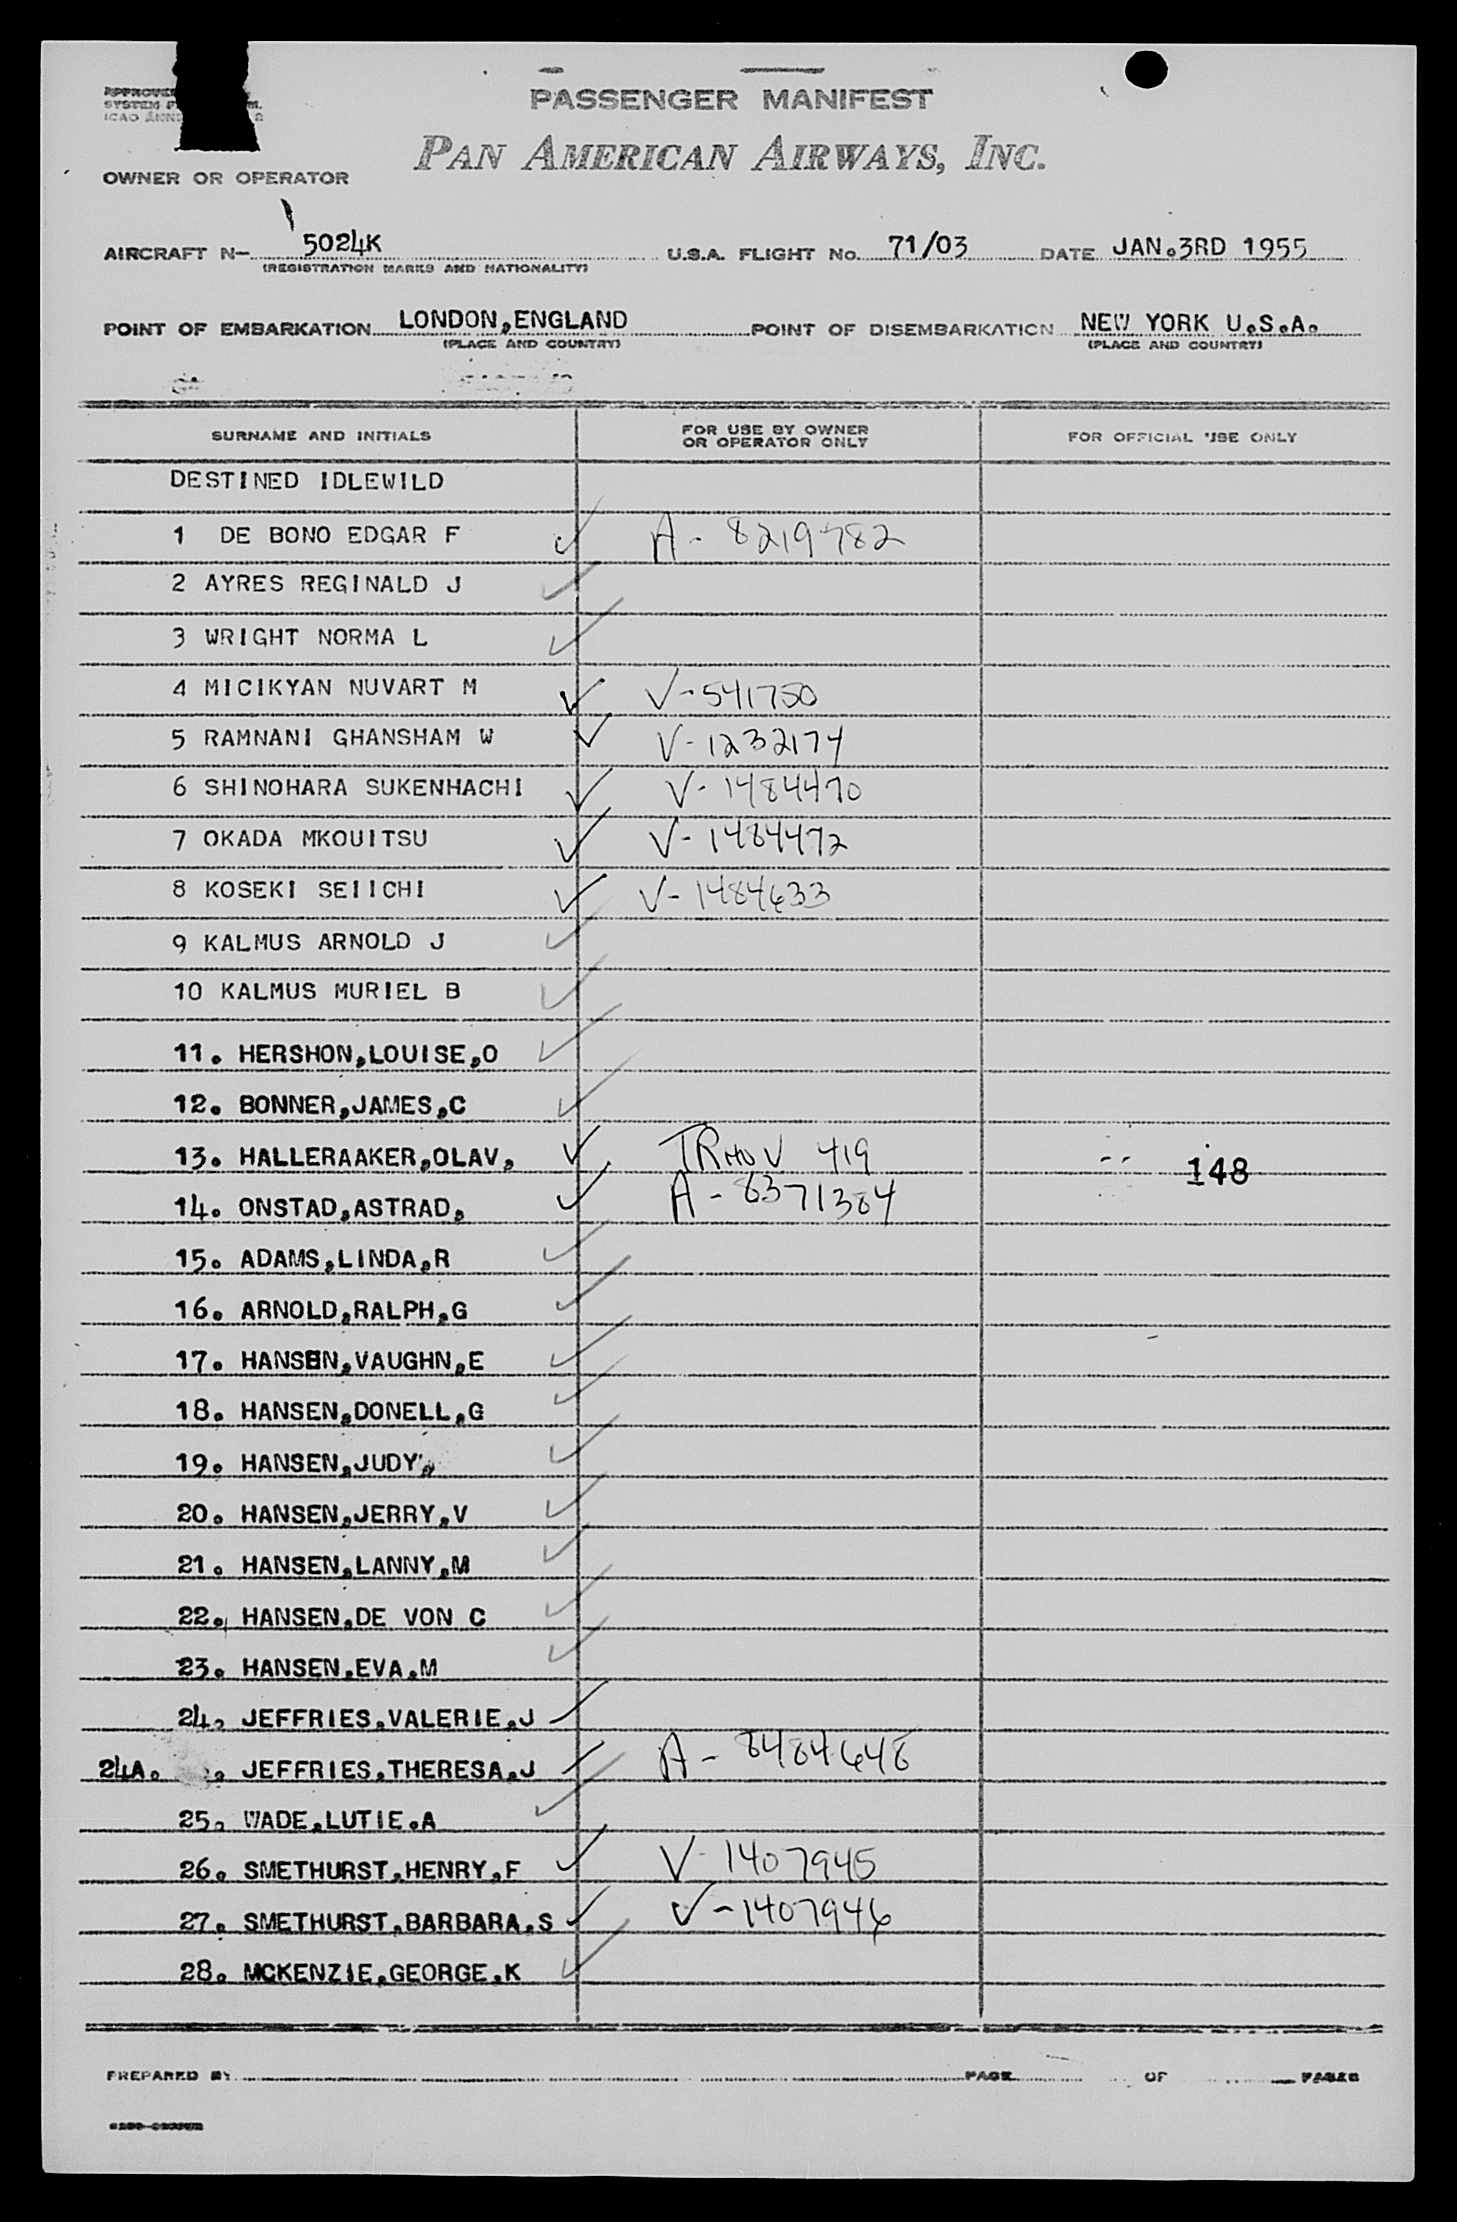 PASSENGER MANIFEST
PAN AMERICAN AIRWAYS, INC.
OWNER OR OPERATOR
AIRCRAFT N- 5024K U.S.A. FLIGHT No. 71/03 DATE JAN.3RD 1955
(REGISTRATION MARKS AND NATIONALITY)
POINT OF EMBARKATION LONDON,ENGLAND POINT OF DISEMBARKATION NEW YORK U.S.A.
(PLACE AND COUNTRY) (PLACE AND COUNTRY)
SURNAME AND INITIALS FOR USE BY OWNER OR OPERATOR ONLY FOR OFFICIAL USE ONLY
DESTINED IDLEWILD
1 DE BONO EDGAR F A- 8219782
2 AYRES REGINALD J
3 WRIGHT NORMA L
4 MICIKYAN NUVART M V-541750
5 RAMNANI GHANSHAM W V-1232174
6 SHINOHARA SUKENHACHI V-1484470
7 OKADA MKOUITSU V-1484472
8 KOSEKI SEIICHI V-1484633
9 KALMUS ARNOLD J
10 KALMUS MURIEL B
11. HERSHON,LOUISE,O
12. BONNER,JAMES,C
13. HALLERAAKER,OLAV, 419 148
14. ONSTAD,ASTRAD, A-8371384
15. ADAMS,LINDA,R
16. ARNOLD,RALPH,G
17. HANSEN,VAUGHN,E
18. HANSEN,DONELL,G
19. HANSEN,JUDY,
20. HANSEN,JERRY,V
21. HANSEN,LANNY,M
22. HANSEN,DE VON C
23. HANSEN,EVA,M
24. JEFFRIES,VALERIE,J
24A. JEFFRIES,THERESA,J A-8484648
25. WADE,LUTIE.A
26. SMETHURST,HENRY,F V-1407945
27. SMETHURST,BARBARA,S V-1407946
28. MCKENZIE,GEORGE.K
PREPARED BY PAGE OF PAGES